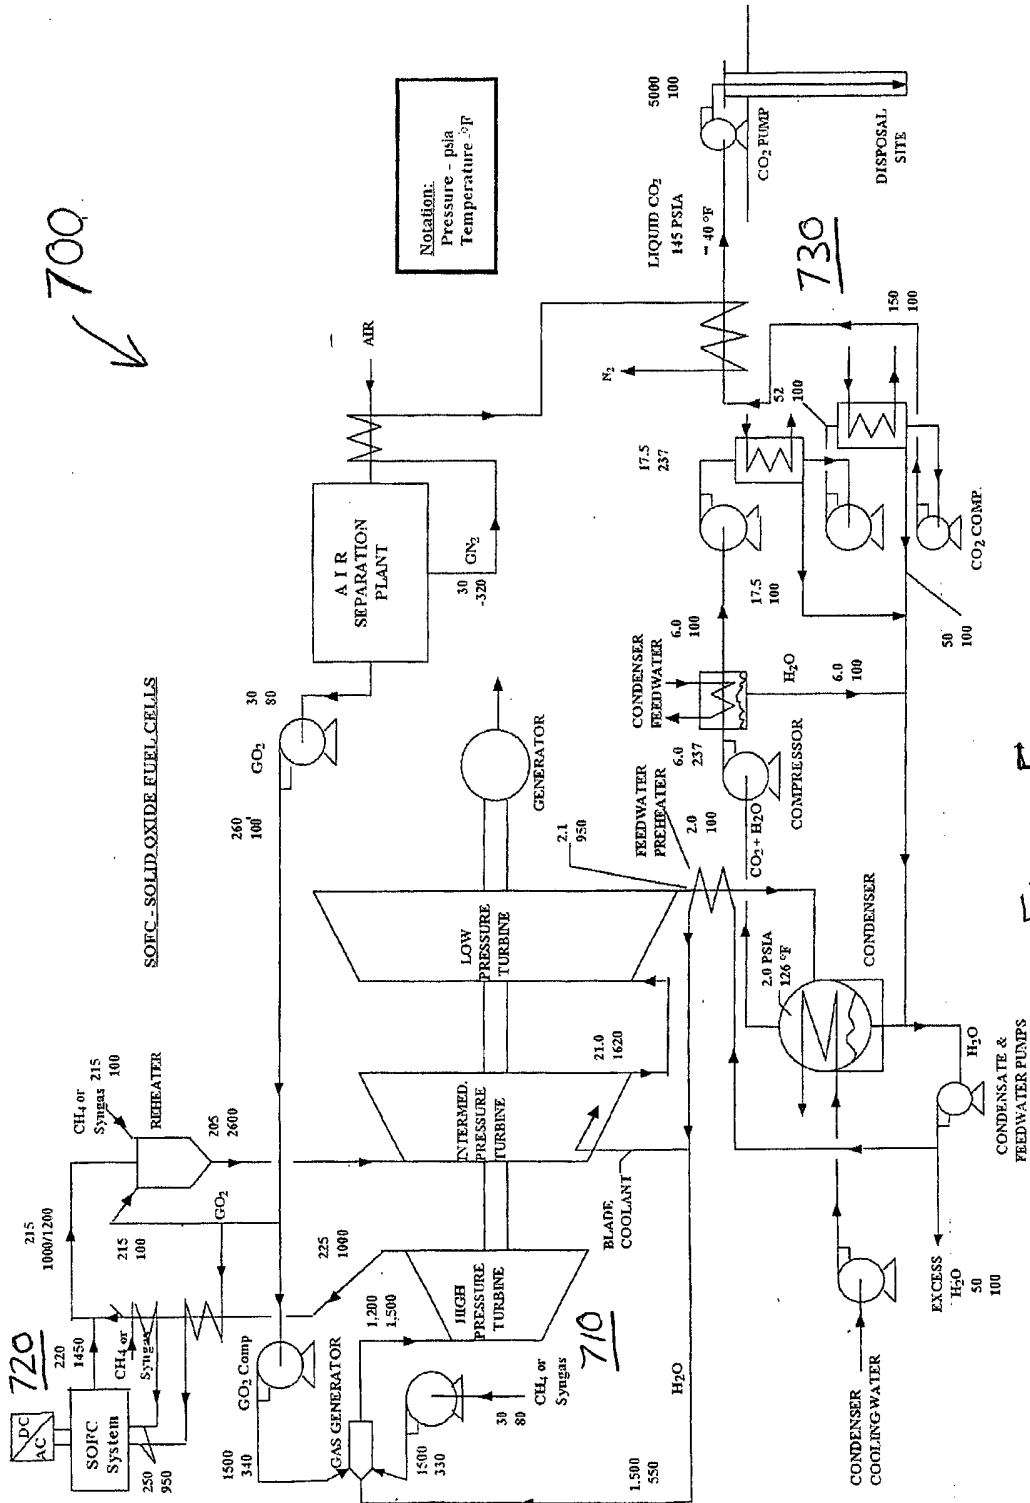 700
SOFC - SOLID OXIDE FUEL CELLS
Notation:
Pressure - psia
Temperature - °F
720
DC
AC
SOFC
System
250
950
220
1450
CH4 or
Syngas
215
1000/1200
CH4 or
Syngas
215
100
REHEATER
215
100
GO2
205
2600
260
100
GO2
30
80
A I R
SEPARATION
PLANT
AIR
30
-320
GN2
1500
340
GO2 Comp
GAS GENERATOR
1500
330
CH4 or
Syngas
30
80
1,200
1,500
225
1000
HIGH
PRESSURE
TURBINE
710
INTERMED.
PRESSURE
TURBINE
21.0
1620
LOW
PRESSURE
TURBINE
GENERATOR
BLADE
COOLANT
H2O
1,500
550
2.1
950
FEEDWATER
PREHEATER
2.0
100
CO2 + H2O
6.0
237
COMPRESSOR
CONDENSER
FEEDWATER
6.0
100
H2O
6.0
100
17.5
237
17.5
100
52
100
150
100
50
100
CO2 COMP.
N2
730
LIQUID CO2
145 PSIA
- 40 °F
5000
100
CO2 PUMP
DISPOSAL
SITE
2.0 PSIA
126 °F
CONDENSER
H2O
CONDENSATE &
FEEDWATER PUMPS
EXCESS
H2O
50
100
CONDENSER
COOLING WATER